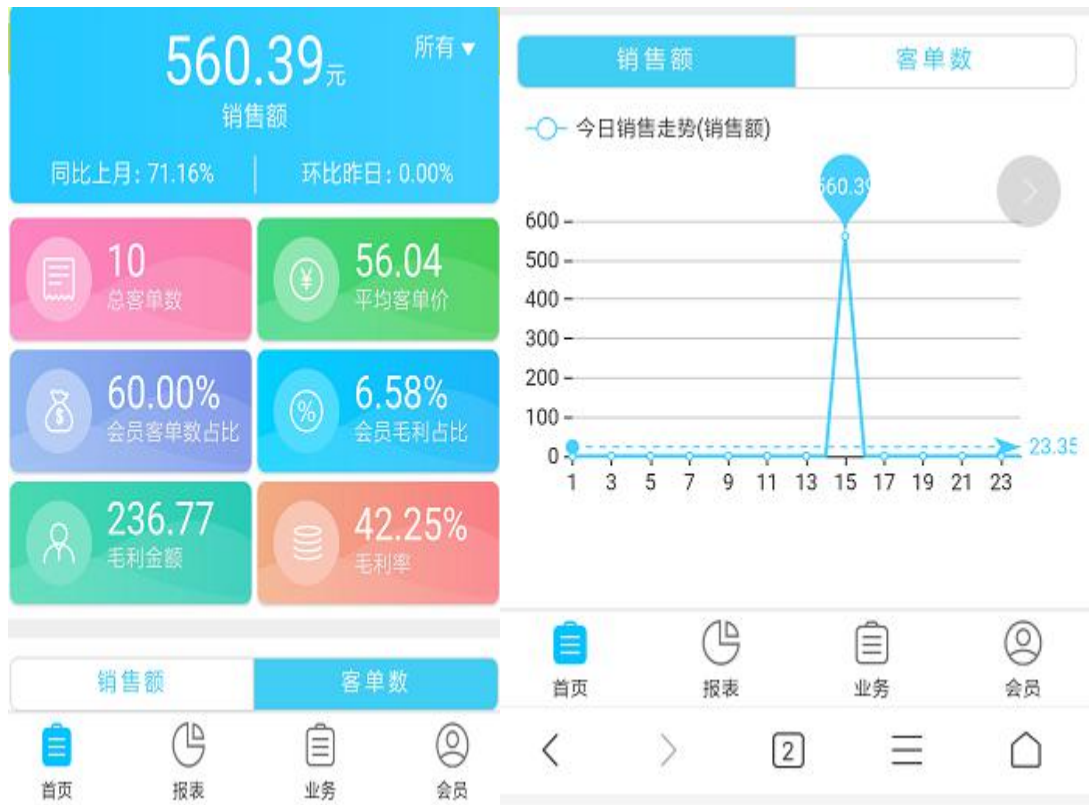 560.39元
所有▼
销售额
同比上月: 71.16%
环比昨日: 0.00%
10
总客单数
56.04
平均客单价
60.00%
会员客单数占比
6.58%
会员毛利占比
236.77
毛利金额
42.25%
毛利率
销售额
客单数
首页
报表
业务
会员
销售额
客单数
今日销售走势(销售额)
560.39
600
500
400
300
200
100
0
23.35
1 3 5 7 9 11 13 15 17 19 21 23
首页
报表
业务
会员
2